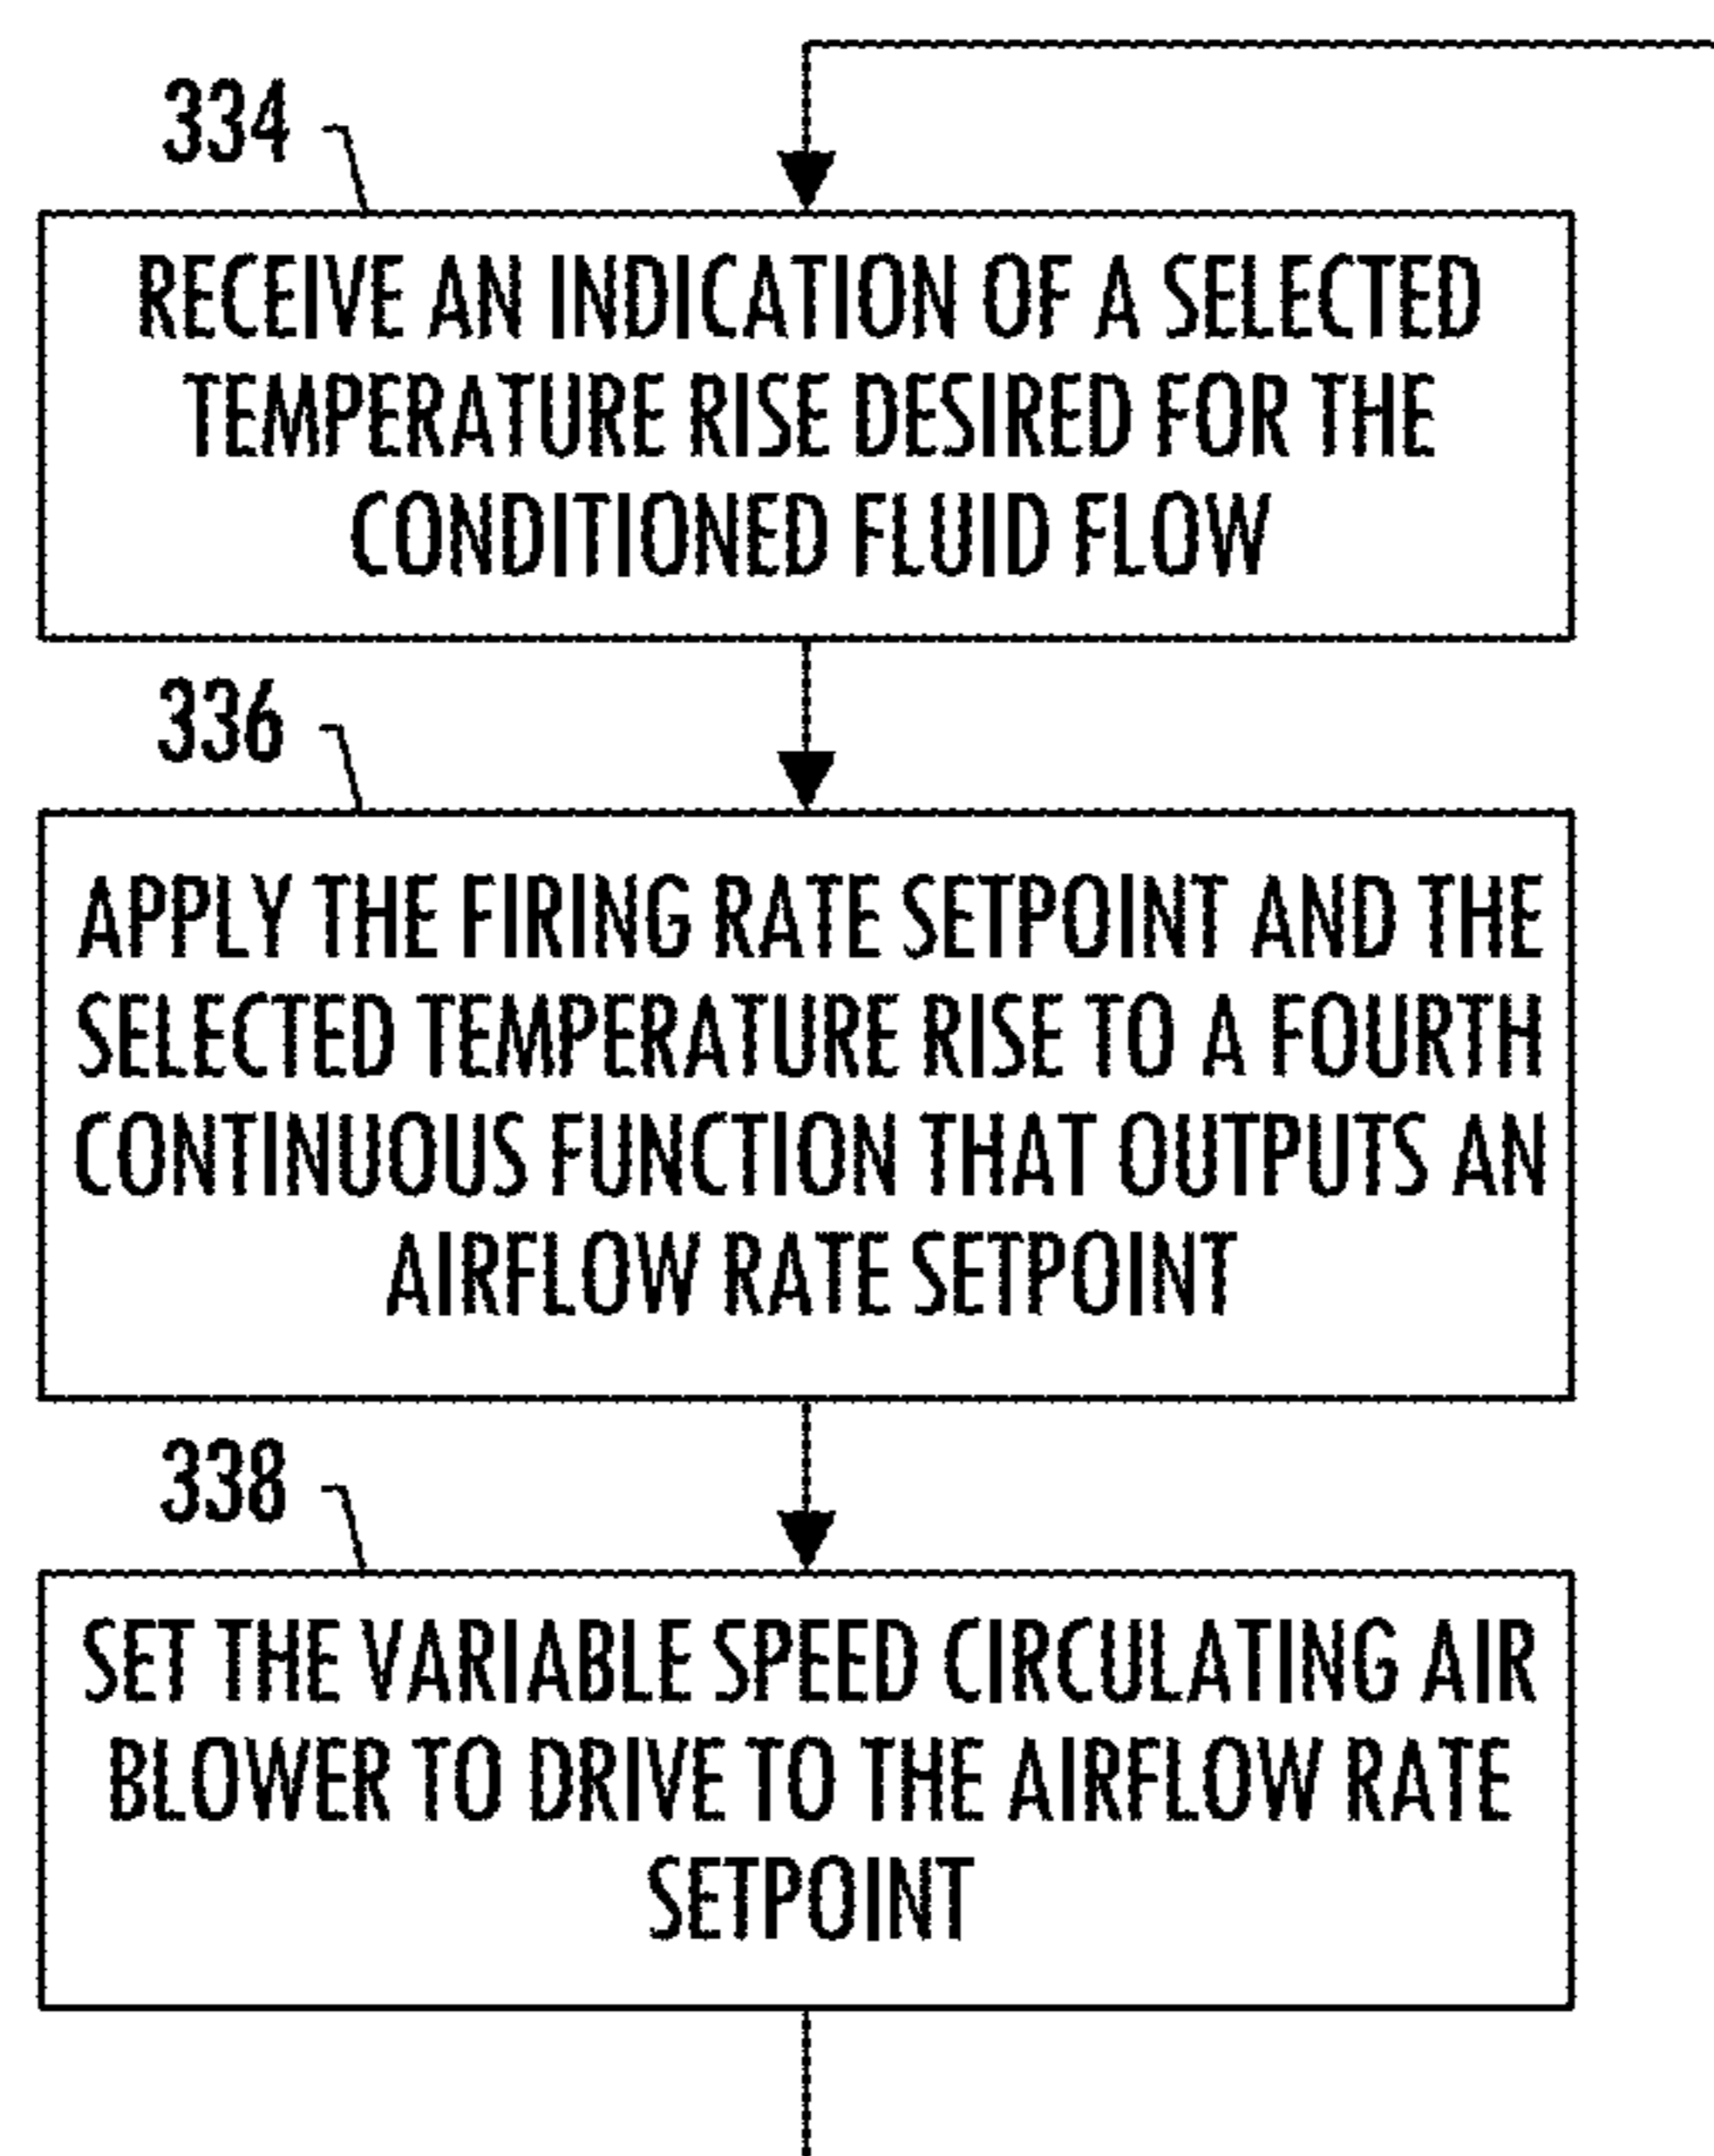 334
RECEIVE AN INDICATION OF A SELECTED
TEMPERATURE RISE DESIRED FOR THE
CONDITIONED FLUID FLOW
336
APPLY THE FIRING RATE SETPOINT AND THE
SELECTED TEMPERATURE RISE TO A FOURTH
CONTINUOUS FUNCTION THAT OUTPUTS AN
AIRFLOW RATE SETPOINT
338
SET THE VARIABLE SPEED CIRCULATING AIR
BLOWER TO DRIVE TO THE AIRFLOW RATE
SETPOINT